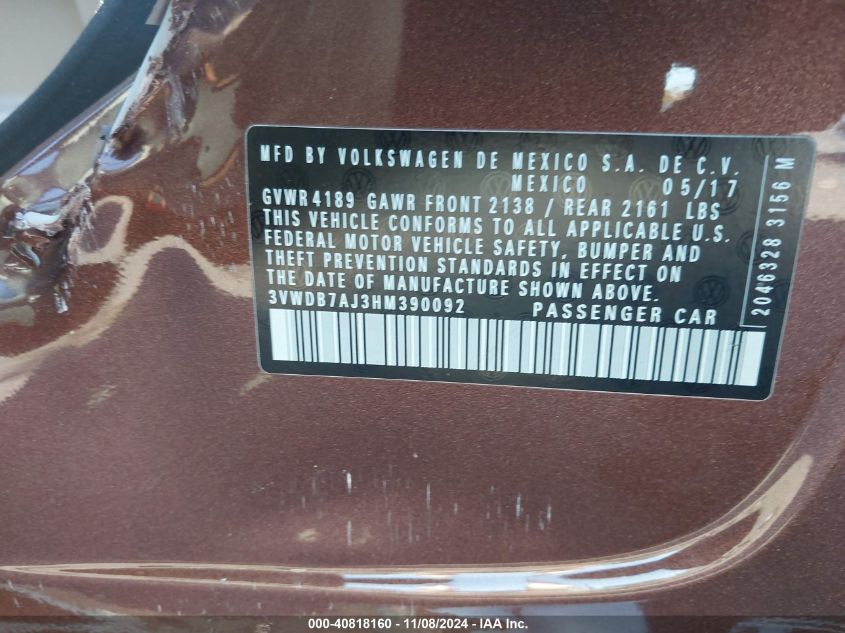 MFD BY VOLKSWAGEN DE MEXICO S.A. DE C.V.
MEXICO 05/17
GVWR 4189 GAWR FRONT 2138 / REAR 2161 LBS
THIS VEHICLE CONFORMS TO ALL APPLICABLE U.S.
FEDERAL MOTOR VEHICLE SAFETY, BUMPER AND
THEFT PREVENTION STANDARDS IN EFFECT ON
THE DATE OF MANUFACTURE SHOWN ABOVE.
3VWDB7AJ3HM390092 PASSENGER CAR
2046328 3156 M
000-40818160 - 11/08/2024 - IAA Inc.